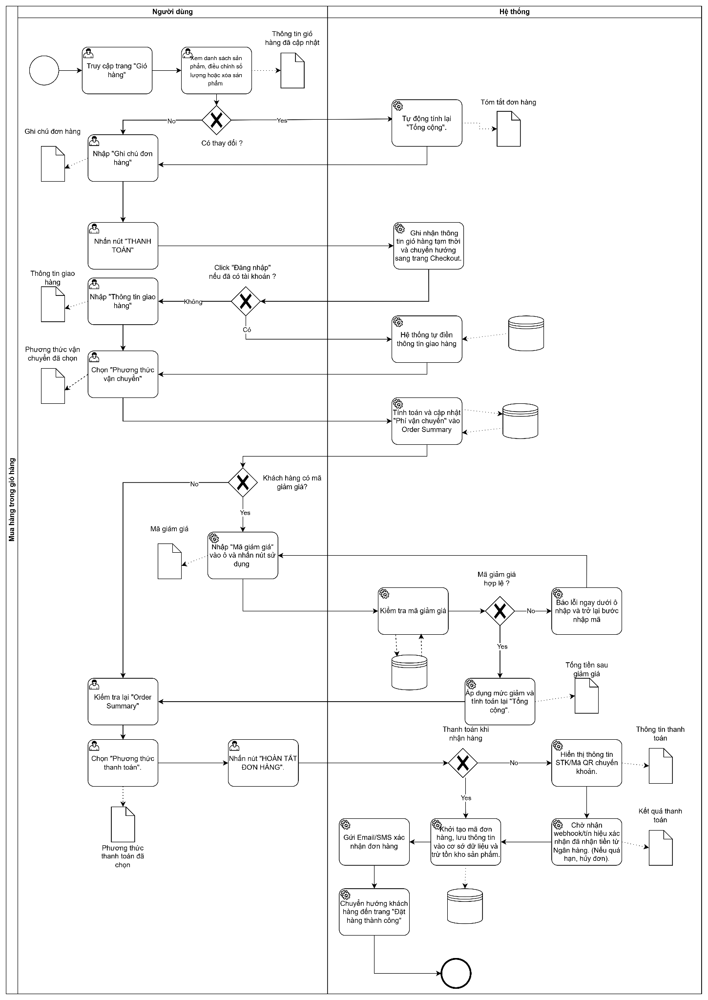 Người dùng
Hệ thống
Mua hàng trong giỏ hàng
Thông tin giỏ
hàng đã cập nhật
Truy cập trang "Giỏ
hàng"
Xem danh sách sản
phẩm, điều chỉnh số
lượng hoặc xóa sản
phẩm
Tóm tắt đơn hàng
Tự động tính lại
"Tổng cộng".
No
Yes
Có thay đổi ?
Ghi chú đơn hàng
Nhập "Ghi chú đơn
hàng"
Nhấn nút "THANH
TOÁN"
Ghi nhận thông
tin giỏ hàng tạm thời
và chuyển hướng
sang trang Checkout.
Click "Đăng nhập"
nếu đã có tài khoản ?
Thông tin giao
hàng
Nhập "Thông tin giao
hàng"
Không
Có
Hệ thống tự điền
thông tin giao hàng
Phương thức vận
chuyển đã chọn
Chọn "Phương thức
vận chuyển"
Tính toán và cập nhật
"Phí vận chuyển" vào
Order Summary
Khách hàng có mã
giảm giá?
No
Yes
Mã giảm giá
Nhập "Mã giảm giá"
vào ô và nhấn nút sử
dụng
Mã giảm giá
hợp lệ ?
Kiểm tra mã giảm giá
No
Báo lỗi ngay dưới ô
nhập và trở lại bước
nhập mã
Yes
Tổng tiền sau
giảm giá
Kiểm tra lại "Order
Summary"
Áp dụng mức giảm và
tính toán lại "Tổng
cộng".
Thanh toán khi
nhận hàng
Thông tin thanh
toán
Chọn "Phương thức
thanh toán".
Nhấn nút "HOÀN TẤT
ĐƠN HÀNG".
No
Hiển thị thông tin
STK/Mã QR chuyển
khoản.
Yes
Kết quả thanh
toán
Gửi Email/SMS xác
nhận đơn hàng
Khởi tạo mã đơn
hàng, lưu thông tin
vào cơ sở dữ liệu và
trừ tồn kho sản phẩm.
Chờ nhận
webhook/tín hiệu xác
nhận đã nhận tiền từ
Ngân hàng. (Nếu quá
hạn, hủy đơn).
Phương thức
thanh toán đã
chọn
Chuyển hướng khách
hàng đến trang "Đặt
hàng thành công"